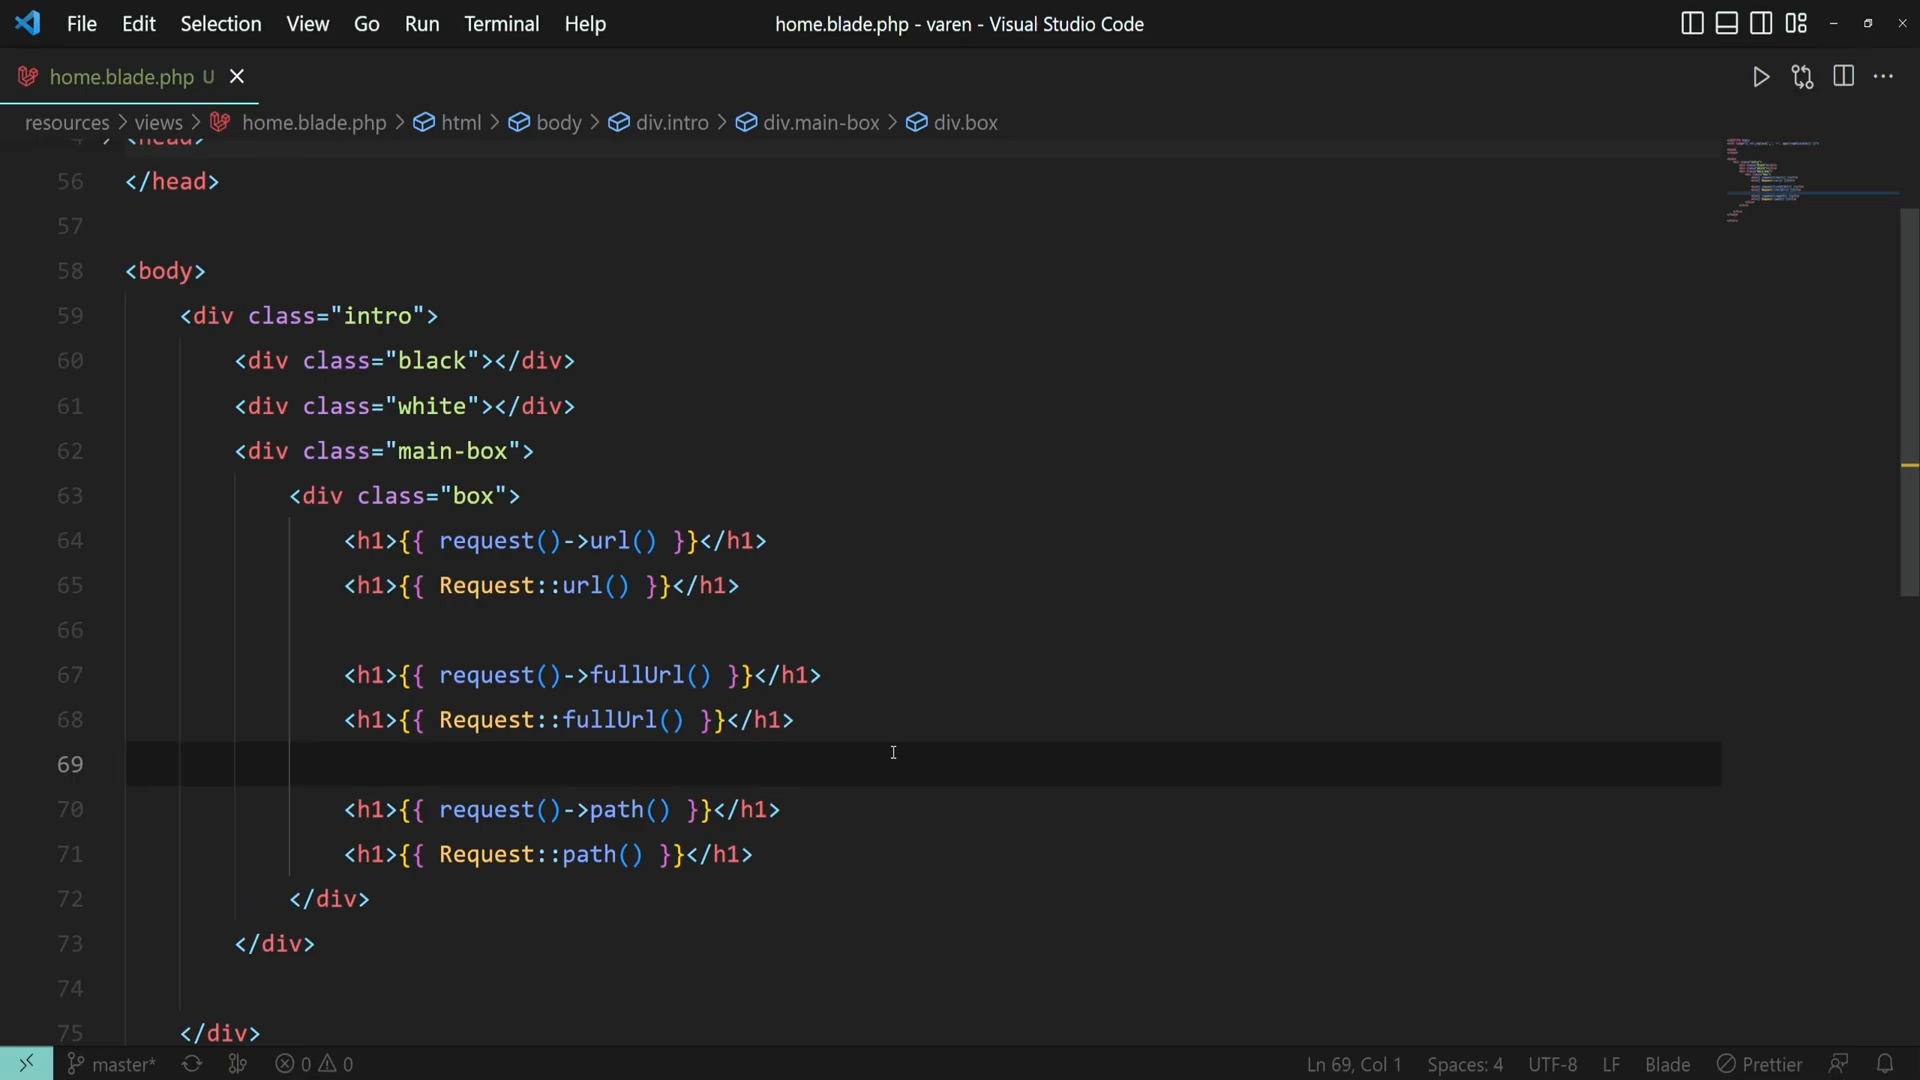 File Edit Selection View Go Run Terminal Help home.blade.php - varen - Visual Studio Code
home.blade.php U
resources > views > home.blade.php > html > body > div.intro > div.main-box > div.box
4 <head>
56 </head>
57
58 <body>
59 <div class="intro">
60 <div class="black"></div>
61 <div class="white"></div>
62 <div class="main-box">
63 <div class="box">
64 <h1>{{ request()->url() }}</h1>
65 <h1>{{ Request::url() }}</h1>
66
67 <h1>{{ request()->fullUrl() }}</h1>
68 <h1>{{ Request::fullUrl() }}</h1>
69
70 <h1>{{ request()->path() }}</h1>
71 <h1>{{ Request::path() }}</h1>
72 </div>
73 </div>
74
75 </div>
master* 0 0 Ln 69, Col 1 Spaces: 4 UTF-8 LF Blade Prettier